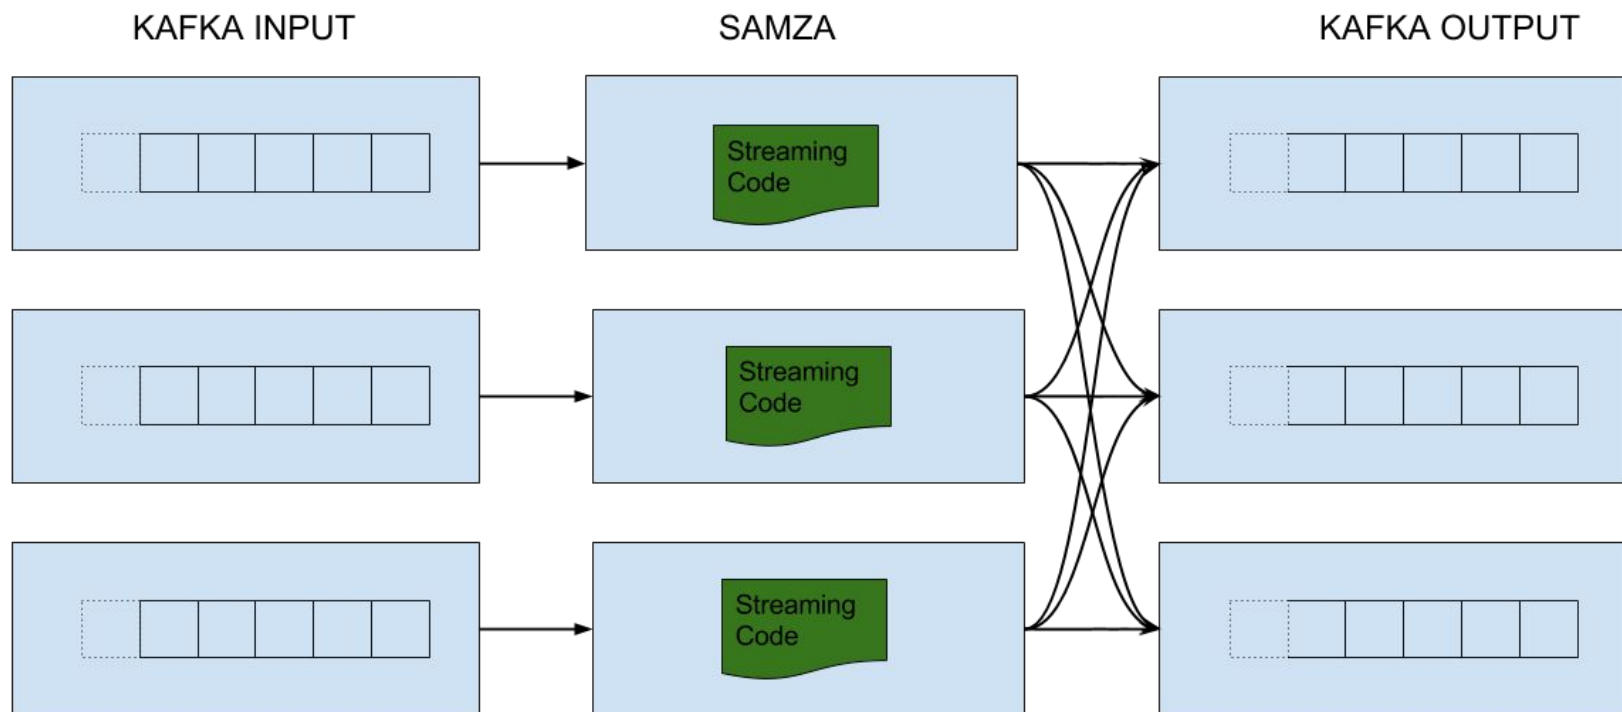 KAFKA INPUT
SAMZA
KAFKA OUTPUT
Streaming
Code
Streaming
Code
Streaming
Code